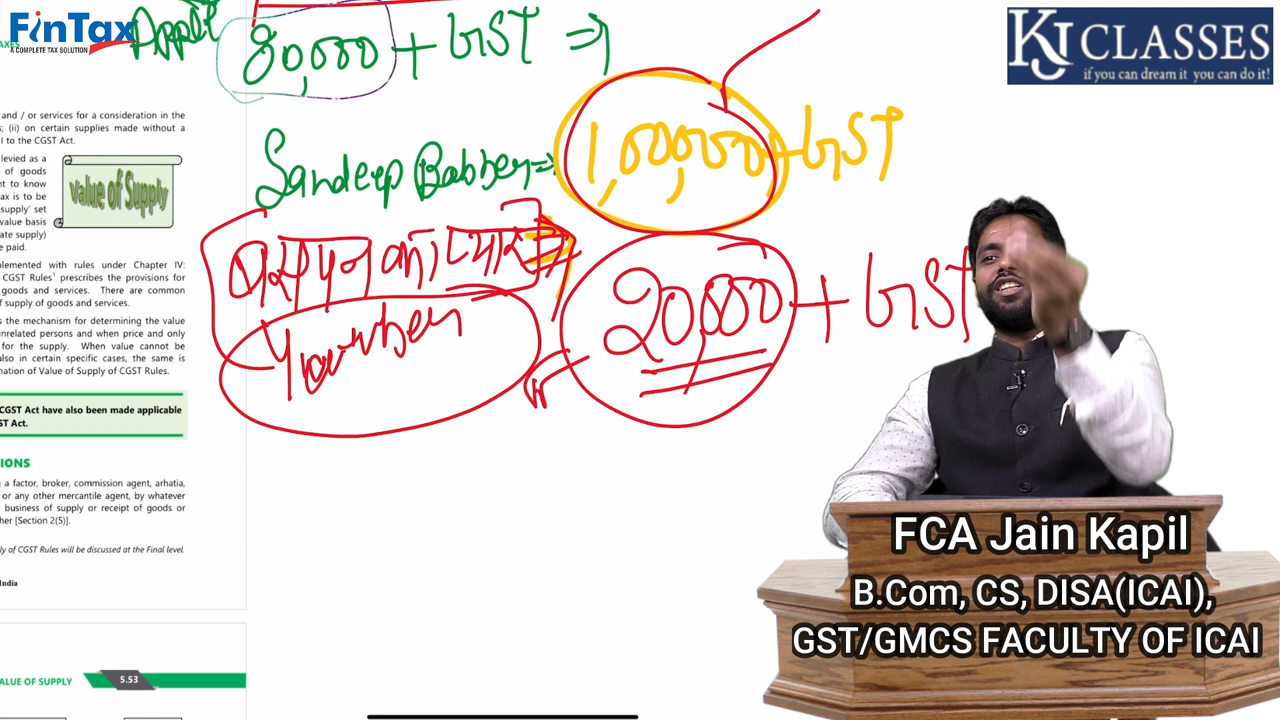 FinTax
A COMPLETE TAX SOLUTION
AXES
Apple
80,000 + GST ⇒
KJ CLASSES
if you can dream it you can do it!
and / or services for a consideration in the
; (ii) on certain supplies made without a
I to the CGST Act.
levied as a
of goods
nt to know
ax is to be
supply' set
value basis
ate supply)
e paid.
Value of Supply
Sandeep Babber ⇒ 1,00,000 + GST
बचपन का प्यार ⇒ 20,000 + GST
Youtuber
plemented with rules under Chapter IV:
CGST Rules¹ prescribes the provisions for
goods and services. There are common
f supply of goods and services.
s the mechanism for determining the value
unrelated persons and when price and only
for the supply. When value cannot be
also in certain specific cases, the same is
nation of Value of Supply of CGST Rules.
CGST Act have also been made applicable
ST Act.
IONS
g a factor, broker, commission agent, arhatia,
or any other mercantile agent, by whatever
business of supply or receipt of goods or
her [Section 2(5)].
ly of CGST Rules will be discussed at the Final level.
India
ALUE OF SUPPLY 5.53
FCA Jain Kapil
B.Com, CS, DISA(ICAI),
GST/GMCS FACULTY OF ICAI